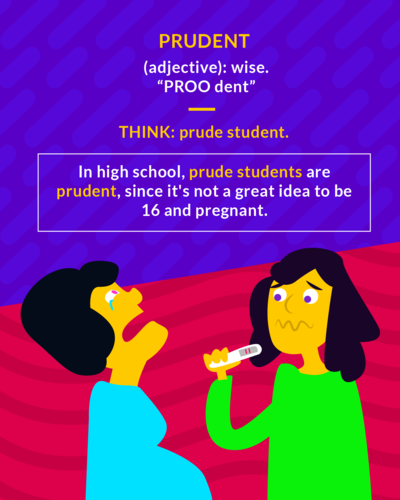 PRUDENT
(adjective): wise.
“PROO dent”
THINK: prude student.
In high school, prude students are
prudent, since it's not a great idea to be
16 and pregnant.